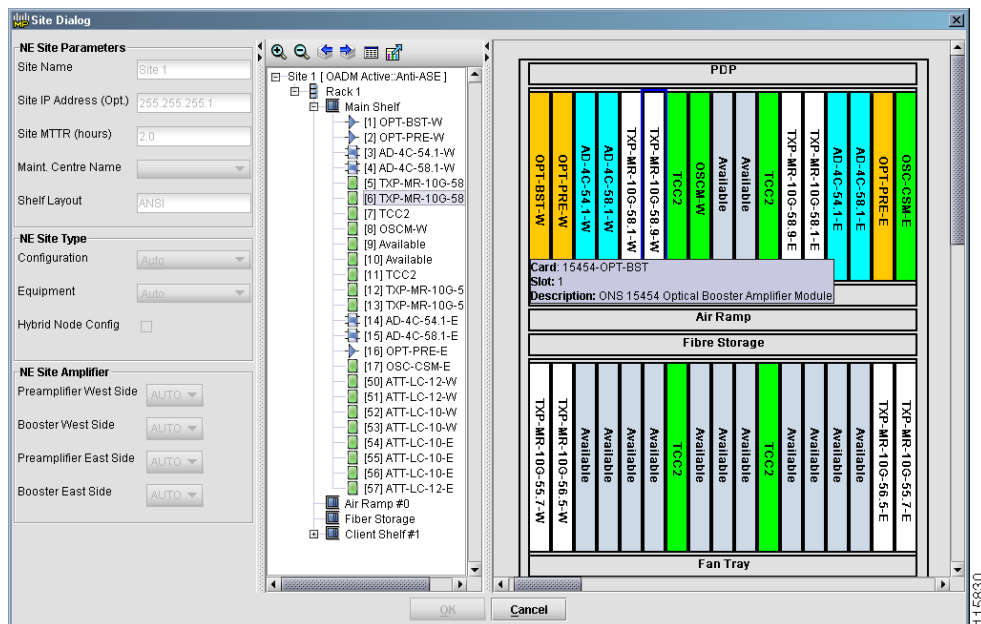 MP Site Dialog
NE Site Parameters
Site Name
Site 1
Site IP Address (Opt.)
255.255.255.1
Site MTTR (hours)
2.0
Maint. Centre Name
Shelf Layout
ANSI
NE Site Type
Configuration
Auto
Equipment
Auto
Hybrid Node Config
NE Site Amplifier
Preamplifier West Side
AUTO
Booster West Side
AUTO
Preamplifier East Side
AUTO
Booster East Side
AUTO
Site 1 [ OADM Active::Anti-ASE ]
Rack 1
Main Shelf
[1] OPT-BST-W
[2] OPT-PRE-W
[3] AD-4C-54.1-W
[4] AD-4C-58.1-W
[5] TXP-MR-10G-58
[6] TXP-MR-10G-58
[7] TCC2
[8] OSCM-W
[9] Available
[10] Available
[11] TCC2
[12] TXP-MR-10G-5
[13] TXP-MR-10G-5
[14] AD-4C-54.1-E
[15] AD-4C-58.1-E
[16] OPT-PRE-E
[17] OSC-CSM-E
[50] ATT-LC-12-W
[51] ATT-LC-12-W
[52] ATT-LC-10-W
[53] ATT-LC-10-W
[54] ATT-LC-10-E
[55] ATT-LC-10-E
[56] ATT-LC-10-E
[57] ATT-LC-12-E
Air Ramp #0
Fiber Storage
Client Shelf #1
PDP
OPT-BST-W
OPT-PRE-W
AD-4C-54.1-W
AD-4C-58.1-W
TXP-MR-10G-58.1-W
TXP-MR-10G-58.9-W
TCC2
OSCM-W
Available
Available
TCC2
TXP-MR-10G-58.9-E
TXP-MR-10G-58.1-E
AD-4C-54.1-E
AD-4C-58.1-E
OPT-PRE-E
OSC-CSM-E
Card: 15454-OPT-BST
Slot: 1
Description: ONS 15454 Optical Booster Amplifier Module
Air Ramp
Fibre Storage
TXP-MR-10G-55.7-W
TXP-MR-10G-56.5-W
Available
Available
Available
Available
TCC2
Available
Available
Available
TCC2
Available
Available
Available
Available
TXP-MR-10G-56.5-E
TXP-MR-10G-55.7-E
Fan Tray
OK
Cancel
115830